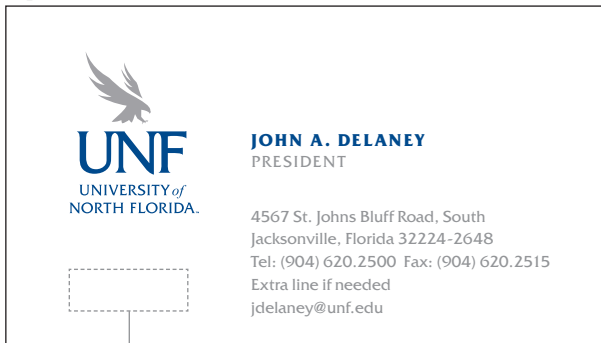 UNF
UNIVERSITY of
NORTH FLORIDA™
JOHN A. DELANEY
PRESIDENT
4567 St. Johns Bluff Road, South
Jacksonville, Florida 32224-2648
Tel: (904) 620.2500 Fax: (904) 620.2515
Extra line if needed
jdelaney@unf.edu